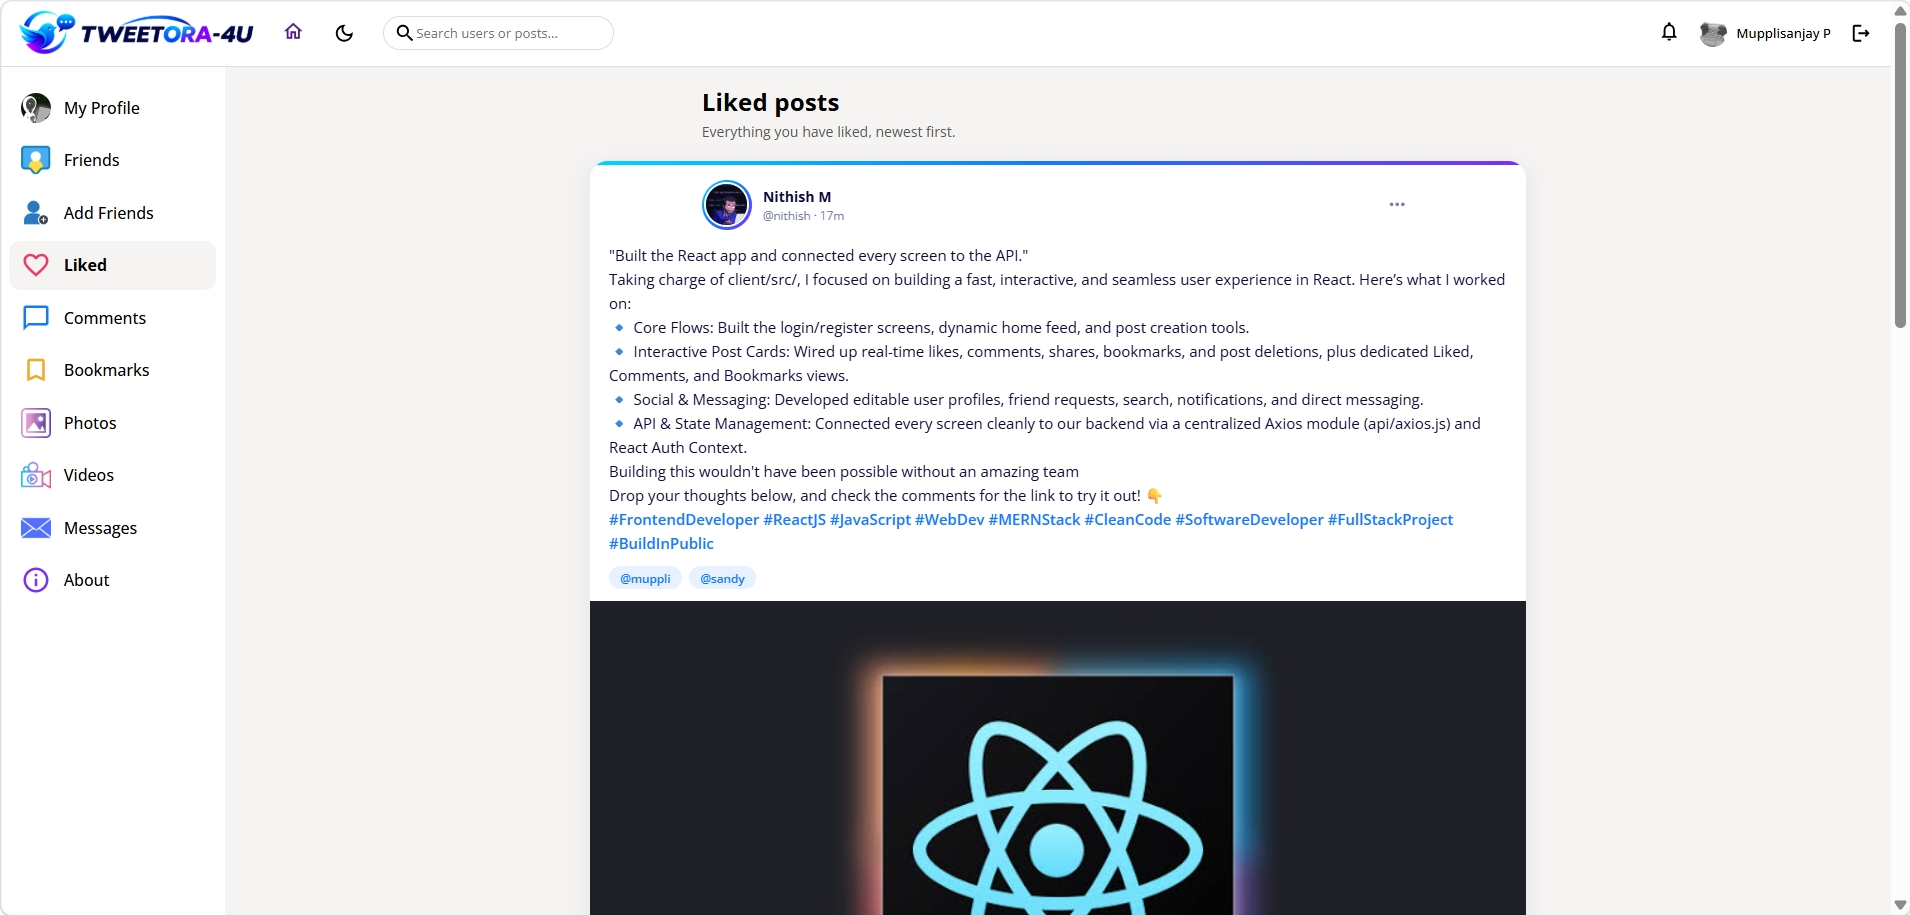 TWEETORA-4U
Search users or posts...
Mupplisanjay P
My Profile
Friends
Add Friends
Liked
Comments
Bookmarks
Photos
Videos
Messages
About
Liked posts
Everything you have liked, newest first.
Nithish M
@nithish · 17m
"Built the React app and connected every screen to the API."
Taking charge of client/src/, I focused on building a fast, interactive, and seamless user experience in React. Here’s what I worked
on:
🔹 Core Flows: Built the login/register screens, dynamic home feed, and post creation tools.
🔹 Interactive Post Cards: Wired up real-time likes, comments, shares, bookmarks, and post deletions, plus dedicated Liked,
Comments, and Bookmarks views.
🔹 Social & Messaging: Developed editable user profiles, friend requests, search, notifications, and direct messaging.
🔹 API & State Management: Connected every screen cleanly to our backend via a centralized Axios module (api/axios.js) and
React Auth Context.
Building this wouldn't have been possible without an amazing team
Drop your thoughts below, and check the comments for the link to try it out! 👇
#FrontendDeveloper #ReactJS #JavaScript #WebDev #MERNStack #CleanCode #SoftwareDeveloper #FullStackProject
#BuildInPublic
@muppli @sandy